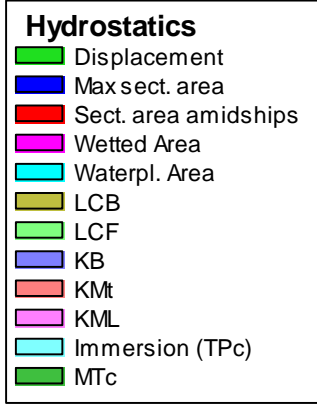 Hydrostatics
Displacement
Max sect. area
Sect. area amidships
Wetted Area
Waterpl. Area
LCB
LCF
KB
KMt
KML
Immersion (TPc)
MTc